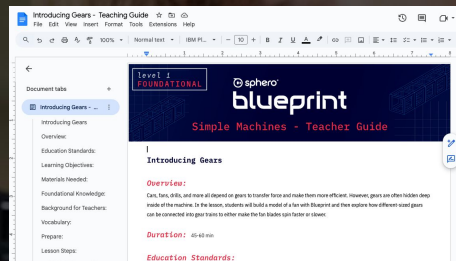 Introducing Gears - Teaching Guide
File Edit View Insert Format Tools Extensions Help
100% Normal text IBM Pl... - 10 + B I U A
Document tabs +
Introducing Gears - ...
Introducing Gears
Overview:
Education Standards:
Learning Objectives:
Materials Needed:
Foundational Knowledge:
Background for Teachers:
Vocabulary:
Prepare:
Lesson Steps:
level 1
FOUNDATIONAL
sphero
blueprint
Simple Machines - Teacher Guide
Introducing Gears
Overview:
Cars, fans, drills, and more all depend on gears to transfer force and make them more efficient. However, gears are often hidden deep
inside of the machine. In the lesson, students will build a model of a fan with Blueprint and then explore how different-sized gears
can be connected into gear trains to either make the fan blades spin faster or slower.
Duration: 45-60 min
Education Standards: